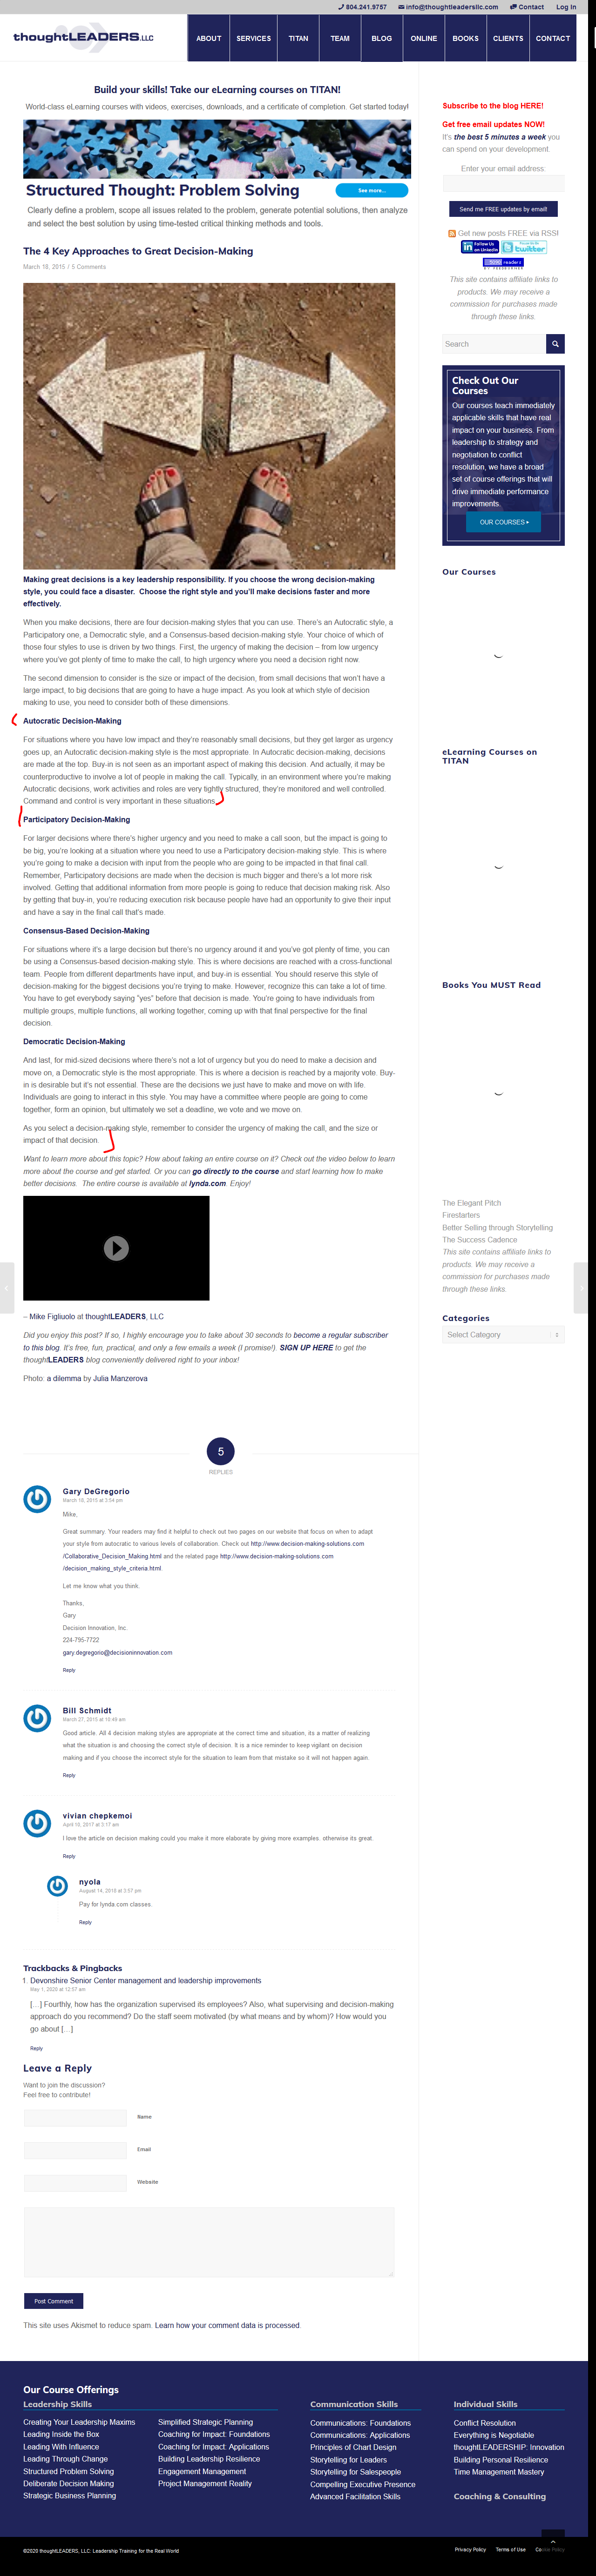 804.241.9757 info@thoughtleadersllc.com Contact Log In
thoughtLEADERS,LLC
ABOUT SERVICES TITAN TEAM BLOG ONLINE BOOKS CLIENTS CONTACT
Build your skills! Take our eLearning courses on TITAN!
World-class eLearning courses with videos, exercises, downloads, and a certificate of completion. Get started today!
Structured Thought: Problem Solving
See more...
Clearly define a problem, scope all issues related to the problem, generate potential solutions, then analyze
and select the best solution by using time-tested critical thinking methods and tools.
The 4 Key Approaches to Great Decision-Making
March 18, 2015 / 5 Comments
Making great decisions is a key leadership responsibility. If you choose the wrong decision-making
style, you could face a disaster. Choose the right style and you'll make decisions faster and more
effectively.
When you make decisions, there are four decision-making styles that you can use. There's an Autocratic style, a
Participatory one, a Democratic style, and a Consensus-based decision-making style. Your choice of which of
those four styles to use is driven by two things. First, the urgency of making the decision – from low urgency
where you've got plenty of time to make the call, to high urgency where you need a decision right now.
The second dimension to consider is the size or impact of the decision, from small decisions that won't have a
large impact, to big decisions that are going to have a huge impact. As you look at which style of decision
making to use, you need to consider both of these dimensions.
Autocratic Decision-Making
For situations where you have low impact and they're reasonably small decisions, but they get larger as urgency
goes up, an Autocratic decision-making style is the most appropriate. In Autocratic decision-making, decisions
are made at the top. Buy-in is not seen as an important aspect of making this decision. And actually, it may be
counterproductive to involve a lot of people in making the call. Typically, in an environment where you're making
Autocratic decisions, work activities and roles are very tightly structured, they're monitored and well controlled.
Command and control is very important in these situations.
Participatory Decision-Making
For larger decisions where there's higher urgency and you need to make a call soon, but the impact is going to
be big, you're looking at a situation where you need to use a Participatory decision-making style. This is where
you're going to make a decision with input from the people who are going to be impacted in that final call.
Remember, Participatory decisions are made when the decision is much bigger and there's a lot more risk
involved. Getting that additional information from more people is going to reduce that decision making risk. Also
by getting that buy-in, you're reducing execution risk because people have had an opportunity to give their input
and have a say in the final call that's made.
Consensus-Based Decision-Making
For situations where it's a large decision but there's no urgency around it and you've got plenty of time, you can
be using a Consensus-based decision-making style. This is where decisions are reached with a cross-functional
team. People from different departments have input, and buy-in is essential. You should reserve this style of
decision-making for the biggest decisions you're trying to make. However, recognize this can take a lot of time.
You have to get everybody saying "yes" before that decision is made. You're going to have individuals from
multiple groups, multiple functions, all working together, coming up with that final perspective for the final
decision.
Democratic Decision-Making
And last, for mid-sized decisions where there's not a lot of urgency but you do need to make a decision and
move on, a Democratic style is the most appropriate. This is where a decision is reached by a majority vote. Buy-
in is desirable but it's not essential. These are the decisions we just have to make and move on with life.
Individuals are going to interact in this style. You may have a committee where people are going to come
together, form an opinion, but ultimately we set a deadline, we vote and we move on.
As you select a decision-making style, remember to consider the urgency of making the call, and the size or
impact of that decision.
Want to learn more about this topic? How about taking an entire course on it? Check out the video below to learn
more about the course and get started. Or you can go directly to the course and start learning how to make
better decisions. The entire course is available at lynda.com. Enjoy!
– Mike Figliuolo at thoughtLEADERS, LLC
Did you enjoy this post? If so, I highly encourage you to take about 30 seconds to become a regular subscriber
to this blog. It's free, fun, practical, and only a few emails a week (I promise!). SIGN UP HERE to get the
thoughtLEADERS blog conveniently delivered right to your inbox!
Photo: a dilemma by Julia Manzerova
5
REPLIES
Gary DeGregorio
March 18, 2015 at 3:54 pm
Mike,
Great summary. Your readers may find it helpful to check out two pages on our website that focus on when to adapt
your style from autocratic to various levels of collaboration. Check out http://www.decision-making-solutions.com
/Collaborative_Decision_Making.html and the related page http://www.decision-making-solutions.com
/decision_making_style_criteria.html.
Let me know what you think.
Thanks,
Gary
Decision Innovation, Inc.
224-795-7722
gary.degregorio@decisioninnovation.com
Reply
Bill Schmidt
March 27, 2015 at 10:49 am
Good article. All 4 decision making styles are appropriate at the correct time and situation, its a matter of realizing
what the situation is and choosing the correct style of decision. It is a nice reminder to keep vigilant on decision
making and if you choose the incorrect style for the situation to learn from that mistake so it will not happen again.
Reply
vivian chepkemoi
April 10, 2017 at 3:17 am
I love the article on decision making could you make it more elaborate by giving more examples. otherwise its great.
Reply
nyola
August 14, 2018 at 3:57 pm
Pay for lynda.com classes
Reply
Trackbacks & Pingbacks
1. Devonshire Senior Center management and leadership improvements
May 1, 2020 at 12:57 am
[…] Fourthly, how has the organization supervised its employees? Also, what supervising and decision-making
approach do you recommend? Do the staff seem motivated (by what means and by whom)? How would you
go about […]
Reply
Leave a Reply
Want to join the discussion?
Feel free to contribute!
Name
Email
Website
Post Comment
This site uses Akismet to reduce spam. Learn how your comment data is processed.
Subscribe to the blog HERE!
Get free email updates NOW!
It's the best 5 minutes a week you
can spend on your development.
Enter your email address:
Send me FREE updates by email!
Get new posts FREE via RSS!
Follow Us on LinkedIn
twitter
readers
This site contains affiliate links to
products. We may receive a
commission for purchases made
through these links.
Search
Check Out Our
Courses
Our courses teach immediately
applicable skills that have real
impact on your business. From
leadership to strategy and
negotiation to conflict
resolution, we have a broad
set of course offerings that will
drive immediate performance
improvements.
OUR COURSES
Our Courses
eLearning Courses on
TITAN
Books You MUST Read
The Elegant Pitch
Firestarters
Better Selling through Storytelling
The Success Cadence
This site contains affiliate links to
products. We may receive a
commission for purchases made
through these links.
Categories
Select Category
Our Course Offerings
Leadership Skills
Creating Your Leadership Maxims
Leading Inside the Box
Leading With Influence
Leading Through Change
Structured Problem Solving
Deliberate Decision Making
Strategic Business Planning
Simplified Strategic Planning
Coaching for Impact: Foundations
Coaching for Impact: Applications
Building Leadership Resilience
Engagement Management
Project Management Reality
Communication Skills
Communications: Foundations
Communications: Applications
Principles of Chart Design
Storytelling for Leaders
Storytelling for Salespeople
Compelling Executive Presence
Advanced Facilitation Skills
Individual Skills
Conflict Resolution
Everything is Negotiable
thoughtLEADERSHIP: Innovation
Building Personal Resilience
Time Management Mastery
Coaching & Consulting
©2020 thoughtLEADERS, LLC: Leadership Training for the Real World
Privacy Policy Terms of Use Cookie Policy